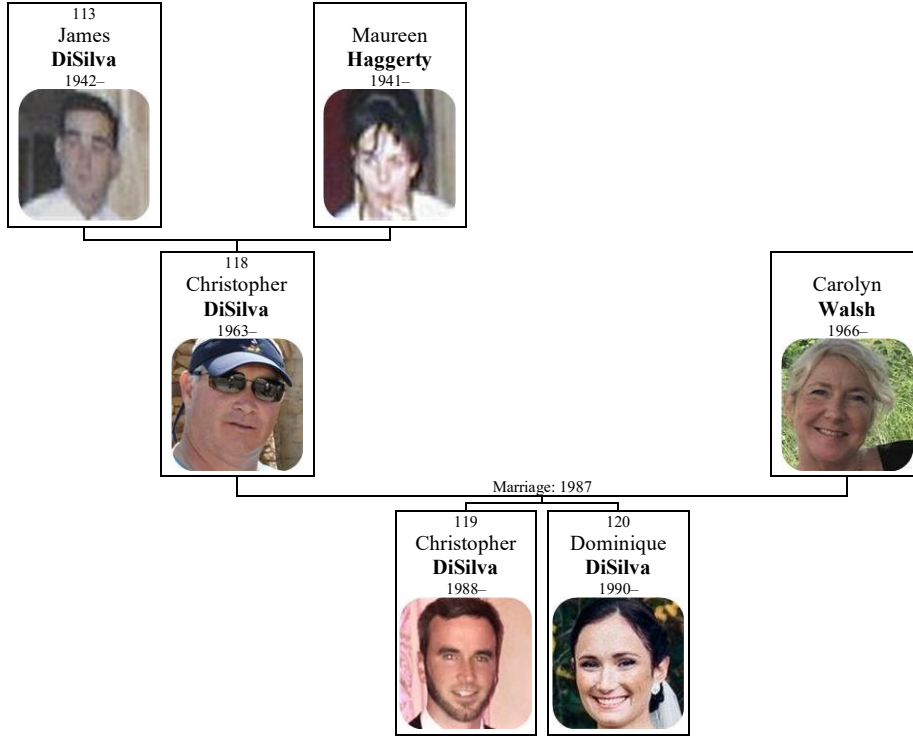 113
James
DiSilva
1942–
Maureen
Haggerty
1941–
118
Christopher
DiSilva
1963–
Carolyn
Walsh
1966–
Marriage: 1987
119
Christopher
DiSilva
1988–
120
Dominique
DiSilva
1990–